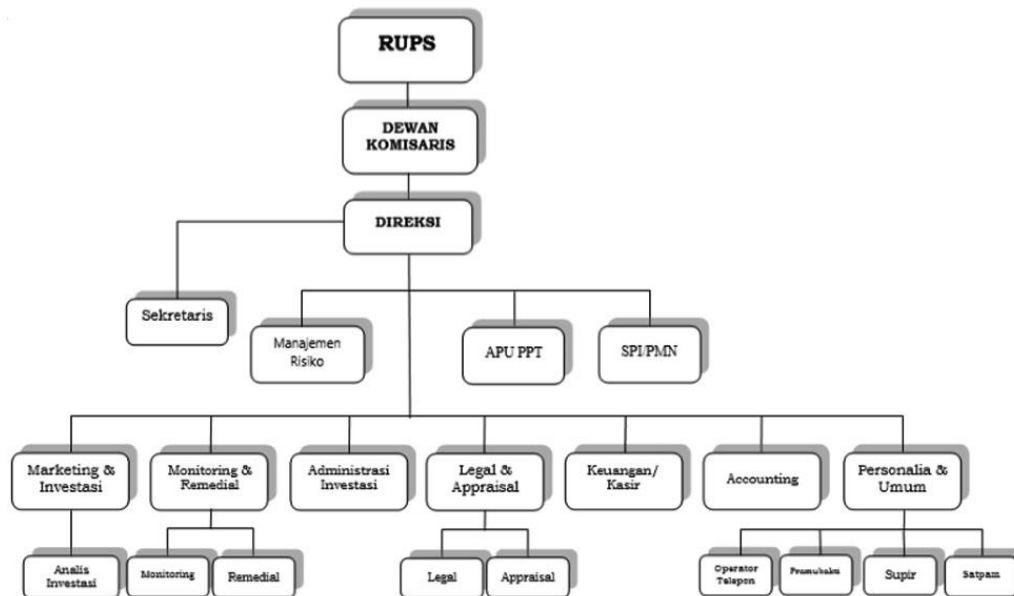 RUPS
DEWAN
KOMISARIS
DIREKSI
Sekretaris
Manajemen
Risiko
APU PPT
SPI/PMN
Marketing &
Investasi
Monitoring &
Remedial
Administrasi
Investasi
Legal &
Appraisal
Keuangan/
Kasir
Accounting
Personalia &
Umum
Analis
Investasi
Monitoring
Remedial
Legal
Appraisal
Operator
Telepon
Pramubakti
Supir
Satpam